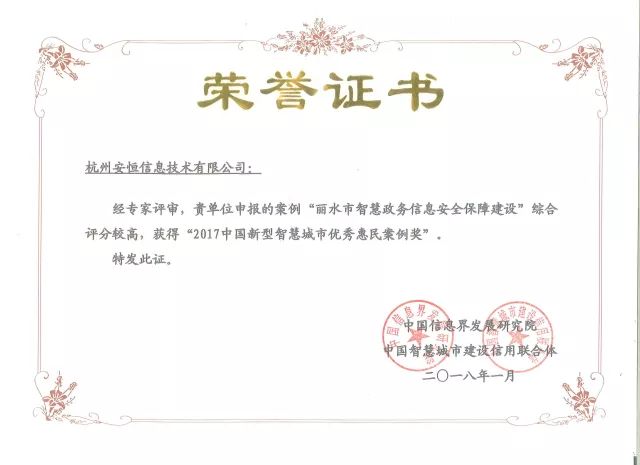 荣誉证书
杭州安恒信息技术有限公司：
经专家评审，贵单位申报的案例“丽水市智慧政务信息安全保障建设”综合
评分较高，获得“2017中国新型智慧城市优秀惠民案例奖”。
特发此证。
中国信息界发展研究院
中国智慧城市建设信用联合体
二〇一八年一月